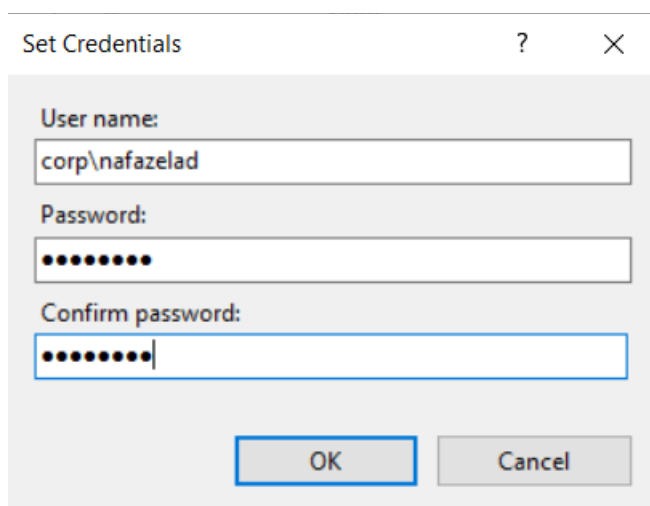 Set Credentials ?
User name:
corp\nafazelad
Password:
••••••••
Confirm password:
••••••••
OK Cancel